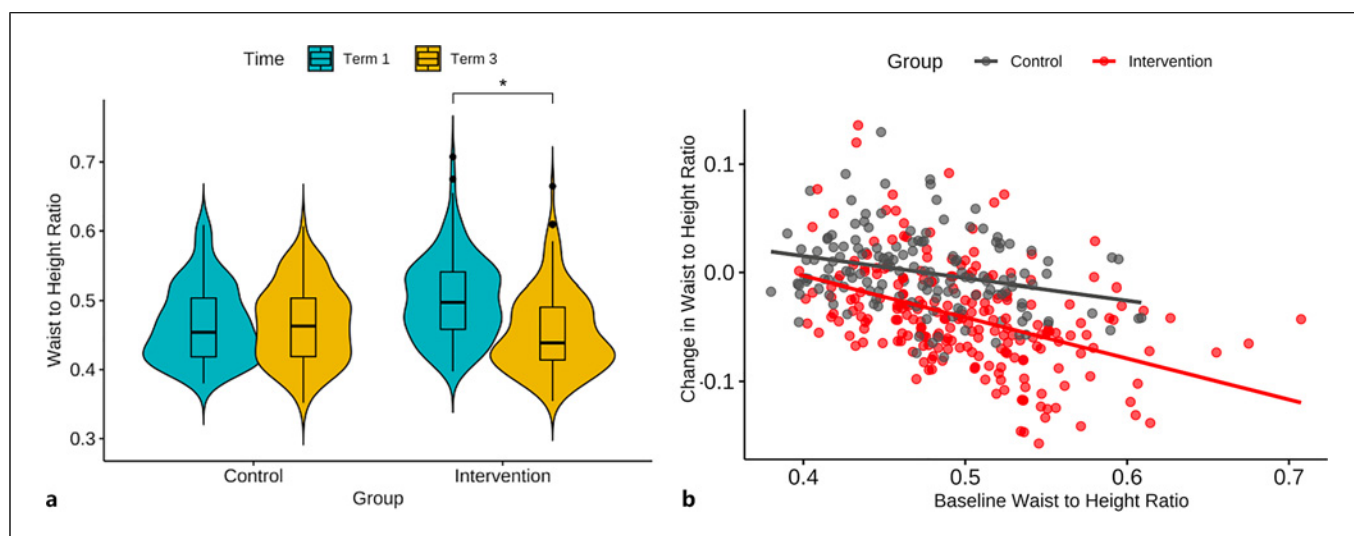 Time Term 1 Term 3
*
Waist to Height Ratio
0.7
0.6
0.5
0.4
0.3
Control Intervention
Group
a
Group Control Intervention
Change in Waist to Height Ratio
0.1
0.0
-0.1
0.4 0.5 0.6 0.7
Baseline Waist to Height Ratio
b